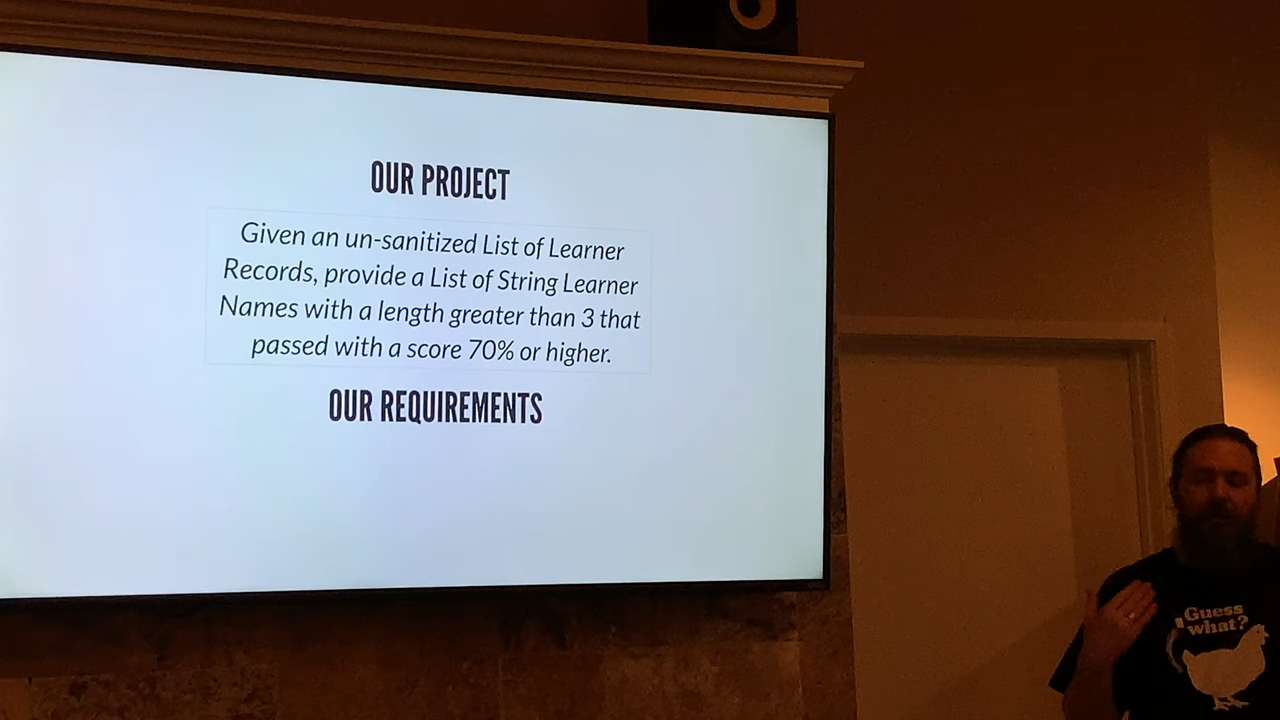 OUR PROJECT
Given an un-sanitized List of Learner
Records, provide a List of String Learner
Names with a length greater than 3 that
passed with a score 70% or higher.
OUR REQUIREMENTS
Guess
what?